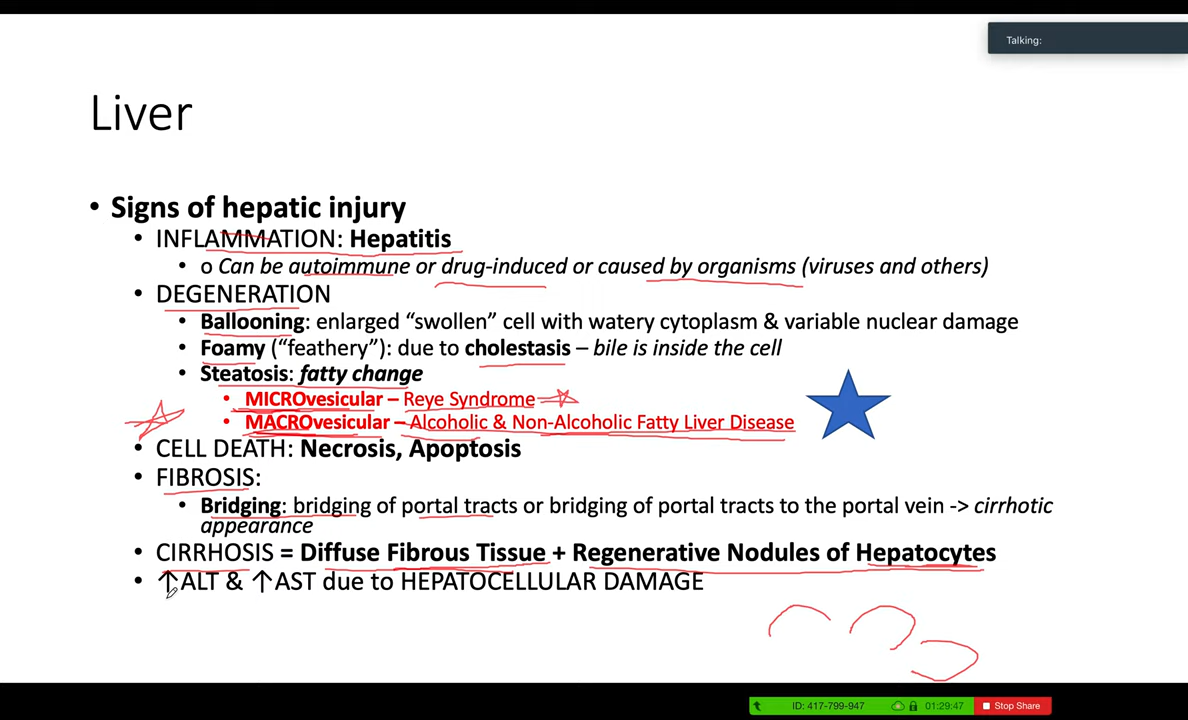 Talking:
Liver
• Signs of hepatic injury
• INFLAMMATION: Hepatitis
• o Can be autoimmune or drug-induced or caused by organisms (viruses and others)
• DEGENERATION
• Ballooning: enlarged “swollen” cell with watery cytoplasm & variable nuclear damage
• Foamy (“feathery”): due to cholestasis – bile is inside the cell
• Steatosis: fatty change
• MICROvesicular – Reye Syndrome
• MACROvesicular – Alcoholic & Non-Alcoholic Fatty Liver Disease
• CELL DEATH: Necrosis, Apoptosis
• FIBROSIS:
• Bridging: bridging of portal tracts or bridging of portal tracts to the portal vein -> cirrhotic
appearance
• CIRRHOSIS = Diffuse Fibrous Tissue + Regenerative Nodules of Hepatocytes
• ↑ALT & ↑AST due to HEPATOCELLULAR DAMAGE
ID: 417-799-947 01:29:47 Stop Share